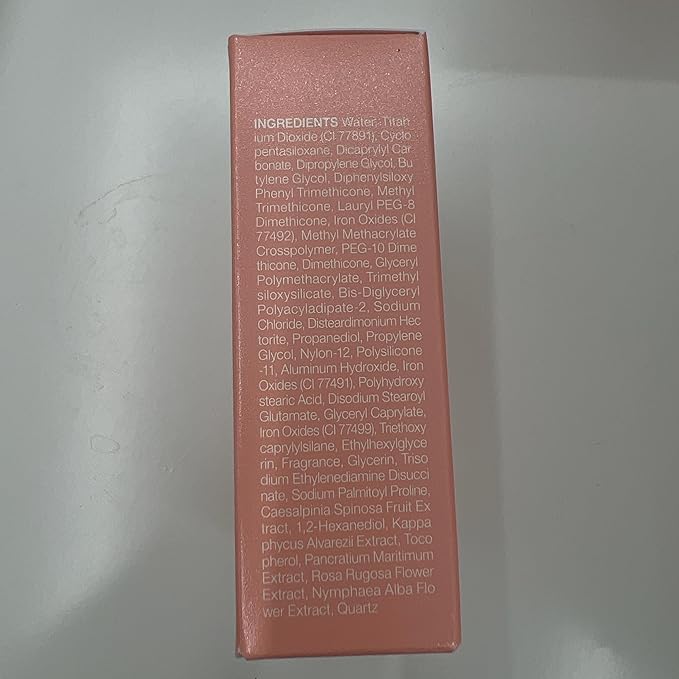 INGREDIENTS Water, Titan
ium Dioxide (CI 77891), Cyclo
pentasiloxane, Dicaprylyl Car
bonate, Dipropylene Glycol, Bu
tylene Glycol, Diphenylsiloxy
Phenyl Trimethicone, Methyl
Trimethicone, Lauryl PEG-8
Dimethicone, Iron Oxides (CI
77492), Methyl Methacrylate
Crosspolymer, PEG-10 Dime
thicone, Dimethicone, Glyceryl
Polymethacrylate, Trimethyl
siloxysilicate, Bis-Diglyceryl
Polyacyladipate-2, Sodium
Chloride, Disteardimonium Hec
torite, Propanediol, Propylene
Glycol, Nylon-12, Polysilicone
-11, Aluminum Hydroxide, Iron
Oxides (CI 77491), Polyhydroxy
stearic Acid, Disodium Stearoyl
Glutamate, Glyceryl Caprylate,
Iron Oxides (CI 77499), Triethoxy
caprylylsilane, Ethylhexylglyce
rin, Fragrance, Glycerin, Triso
dium Ethylenediamine Disucci
nate, Sodium Palmitoyl Proline,
Caesalpinia Spinosa Fruit Ex
tract, 1,2-Hexanediol, Kappa
phycus Alvarezii Extract, Toco
pherol, Pancratium Maritimum
Extract, Rosa Rugosa Flower
Extract, Nymphaea Alba Flo
wer Extract, Quartz